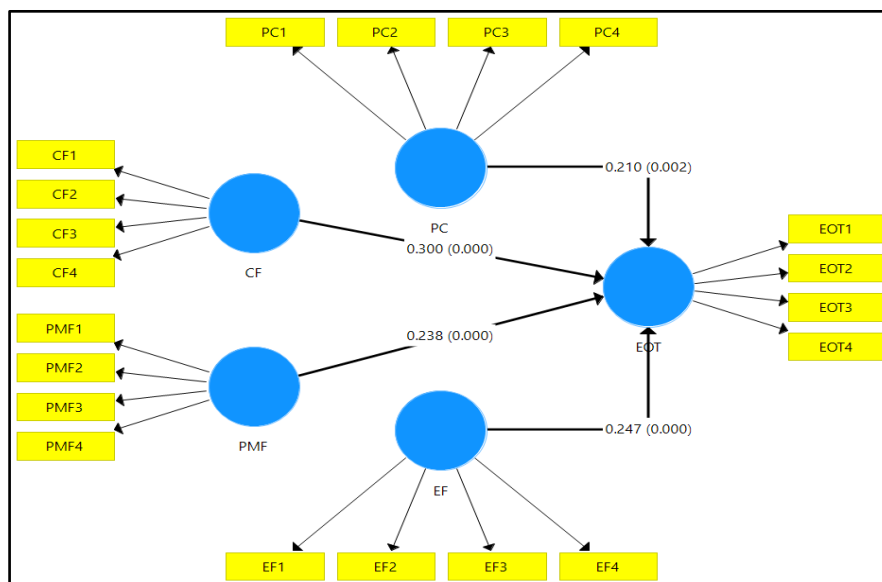 PC1
PC2
PC3
PC4
CF1
CF2
CF3
CF4
PC
CF
0.210 (0.002)
0.300 (0.000)
EOT1
EOT2
EOT3
EOT4
EOT
PMF1
PMF2
PMF3
PMF4
PMF
0.238 (0.000)
0.247 (0.000)
EF
EF1
EF2
EF3
EF4